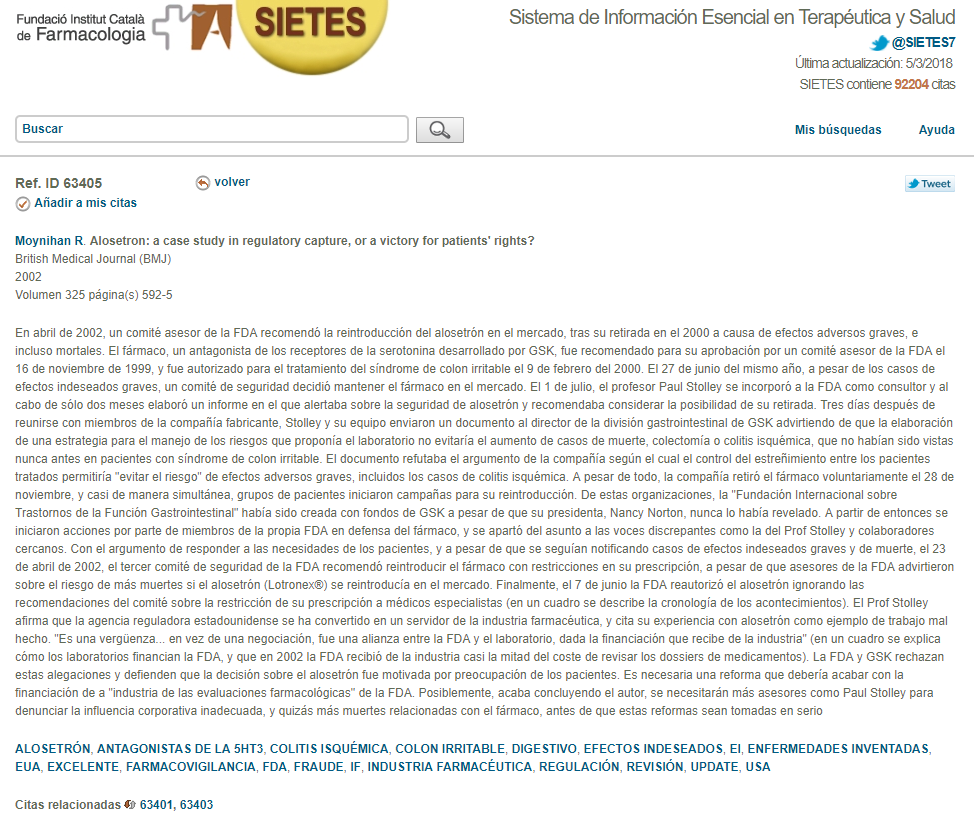 Fundació Institut Català
de Farmacologia
SIETES
Sistema de Información Esencial en Terapéutica y Salud
@SIETES7
Última actualización: 5/3/2018
SIETES contiene 92204 citas
Buscar
Mis búsquedas
Ayuda
Ref. ID 63405
volver
Tweet
Añadir a mis citas
Moynihan R. Alosetron: a case study in regulatory capture, or a victory for patients' rights?
British Medical Journal (BMJ)
2002
Volumen 325 página(s) 592-5
En abril de 2002, un comité asesor de la FDA recomendó la reintroducción del alosetrón en el mercado, tras su retirada en el 2000 a causa de efectos adversos graves, e
incluso mortales. El fármaco, un antagonista de los receptores de la serotonina desarrollado por GSK, fue recomendado para su aprobación por un comité asesor de la FDA el
16 de noviembre de 1999, y fue autorizado para el tratamiento del síndrome de colon irritable el 9 de febrero del 2000. El 27 de junio del mismo año, a pesar de los casos de
efectos indeseados graves, un comité de seguridad decidió mantener el fármaco en el mercado. El 1 de julio, el profesor Paul Stolley se incorporó a la FDA como consultor y al
cabo de sólo dos meses elaboró un informe en el que alertaba sobre la seguridad de alosetrón y recomendaba considerar la posibilidad de su retirada. Tres días después de
reunirse con miembros de la compañía fabricante, Stolley y su equipo enviaron un documento al director de la división gastrointestinal de GSK advirtiendo de que la elaboración
de una estrategia para el manejo de los riesgos que proponía el laboratorio no evitaría el aumento de casos de muerte, colectomía o colitis isquémica, que no habían sido vistas
nunca antes en pacientes con síndrome de colon irritable. El documento refutaba el argumento de la compañía según el cual el control del estreñimiento entre los pacientes
tratados permitiría "evitar el riesgo" de efectos adversos graves, incluidos los casos de colitis isquémica. A pesar de todo, la compañía retiró el fármaco voluntariamente el 28 de
noviembre, y casi de manera simultánea, grupos de pacientes iniciaron campañas para su reintroducción. De estas organizaciones, la "Fundación Internacional sobre
Trastornos de la Función Gastrointestinal" había sido creada con fondos de GSK a pesar de que su presidenta, Nancy Norton, nunca lo había revelado. A partir de entonces se
iniciaron acciones por parte de miembros de la propia FDA en defensa del fármaco, y se apartó del asunto a las voces discrepantes como la del Prof Stolley y colaboradores
cercanos. Con el argumento de responder a las necesidades de los pacientes, y a pesar de que se seguían notificando casos de efectos indeseados graves y de muerte, el 23
de abril de 2002, el tercer comité de seguridad de la FDA recomendó reintroducir el fármaco con restricciones en su prescripción, a pesar de que asesores de la FDA advirtieron
sobre el riesgo de más muertes si el alosetrón (Lotronex®) se reintroducía en el mercado. Finalmente, el 7 de junio la FDA reautorizó el alosetrón ignorando las
recomendaciones del comité sobre la restricción de su prescripción a médicos especialistas (en un cuadro se describe la cronología de los acontecimientos). El Prof Stolley
afirma que la agencia reguladora estadounidense se ha convertido en un servidor de la industria farmacéutica, y cita su experiencia con alosetrón como ejemplo de trabajo mal
hecho. "Es una vergüenza... en vez de una negociación, fue una alianza entre la FDA y el laboratorio, dada la financiación que recibe de la industria" (en un cuadro se explica
cómo los laboratorios financian la FDA, y que en 2002 la FDA recibió de la industria casi la mitad del coste de revisar los dossiers de medicamentos). La FDA y GSK rechazan
estas alegaciones y defienden que la decisión sobre el alosetrón fue motivada por preocupación de los pacientes. Es necesaria una reforma que debería acabar con la
financiación de a "industria de las evaluaciones farmacológicas" de la FDA. Posiblemente, acaba concluyendo el autor, se necesitarán más asesores como Paul Stolley para
denunciar la influencia corporativa inadecuada, y quizás más muertes relacionadas con el fármaco, antes de que estas reformas sean tomadas en serio
ALOSETRÓN, ANTAGONISTAS DE LA 5HT3, COLITIS ISQUÉMICA, COLON IRRITABLE, DIGESTIVO, EFECTOS INDESEADOS, EI, ENFERMEDADES INVENTADAS,
EUA, EXCELENTE, FARMACOVIGILANCIA, FDA, FRAUDE, IF, INDUSTRIA FARMACÉUTICA, REGULACIÓN, REVISIÓN, UPDATE, USA
Citas relacionadas 63401, 63403